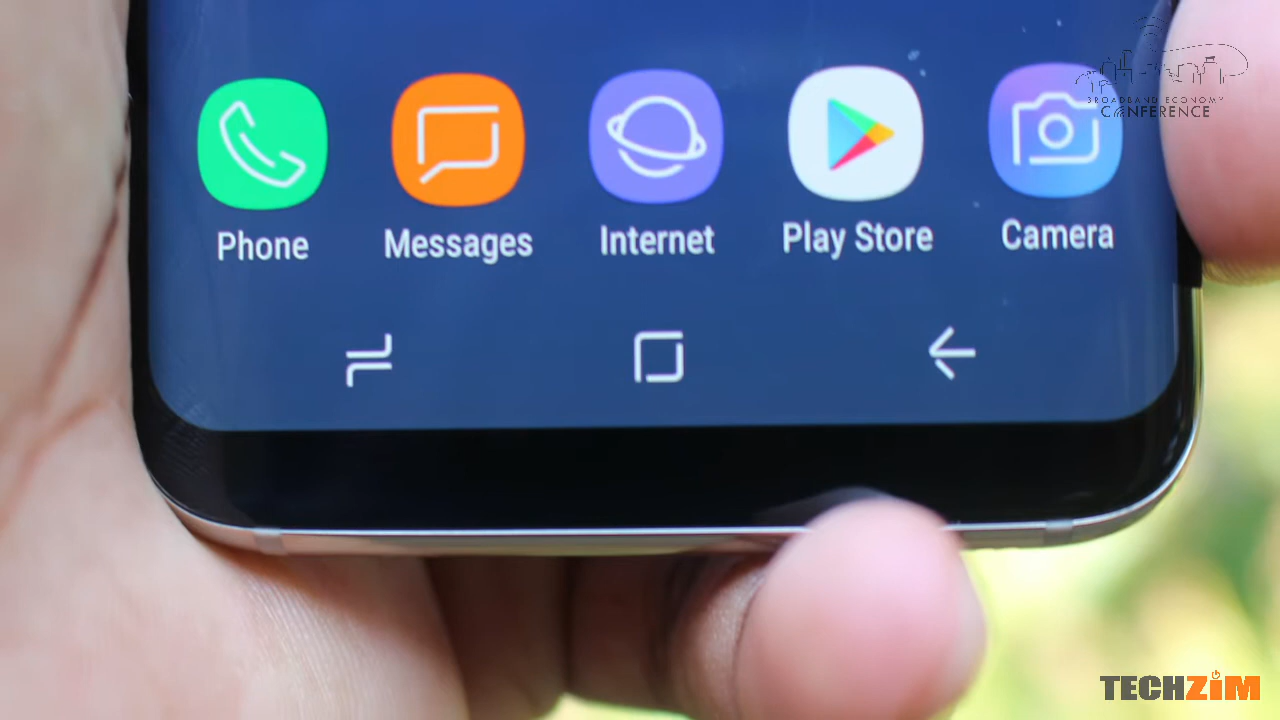 BROADBAND ECONOMY
CONFERENCE
Phone
Messages
Internet
Play Store
Camera
TECHZIM